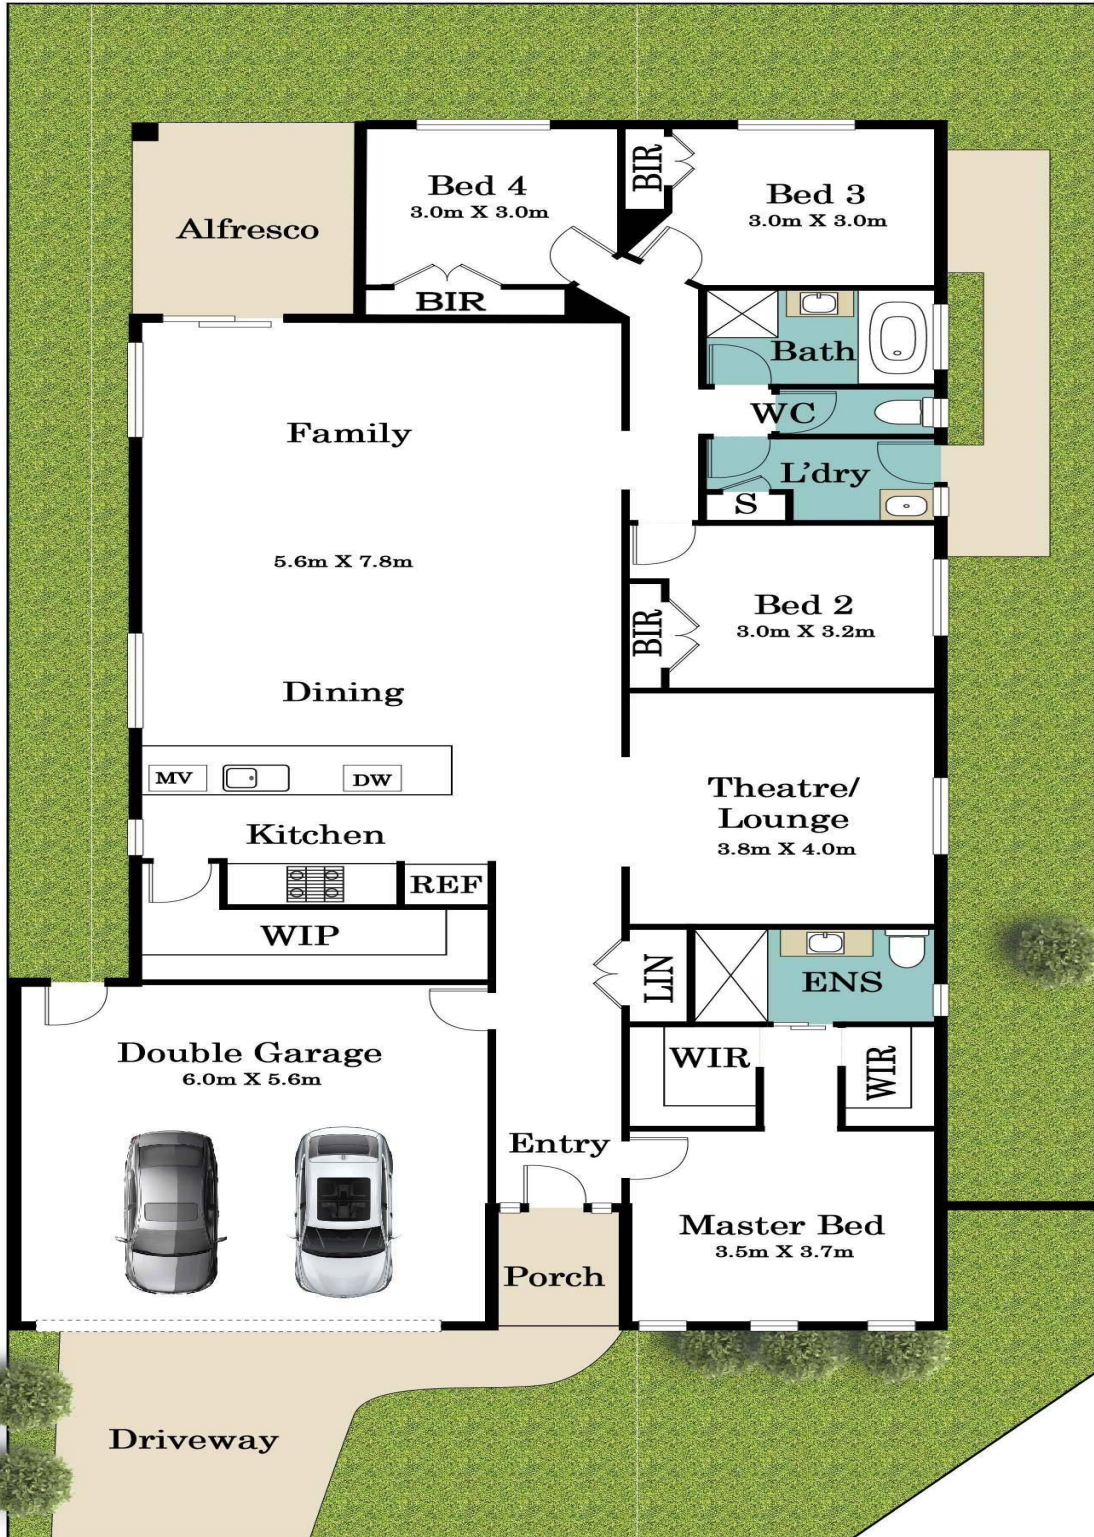 Bed 4
3.0m X 3.0m
BIR
Bed 3
3.0m X 3.0m
Alfresco
BIR
Bath
WC
Family
L'dry
S
5.6m X 7.8m
Bed 2
3.0m X 3.2m
BIR
Dining
MV
DW
Theatre/
Lounge
3.8m X 4.0m
Kitchen
REF
WIP
LIN
ENS
Double Garage
6.0m X 5.6m
WIR
WIR
Entry
Master Bed
3.5m X 3.7m
Porch
Driveway